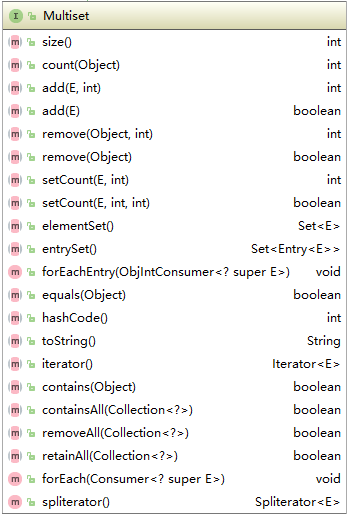 I Multiset
m size() int
m count(Object) int
m add(E, int) int
m add(E) boolean
m remove(Object, int) int
m remove(Object) boolean
m setCount(E, int) int
m setCount(E, int, int) boolean
m elementSet() Set<E>
m entrySet() Set<Entry<E>>
m forEachEntry(ObjIntConsumer<? super E>) void
m equals(Object) boolean
m hashCode() int
m toString() String
m iterator() Iterator<E>
m contains(Object) boolean
m containsAll(Collection<?>) boolean
m removeAll(Collection<?>) boolean
m retainAll(Collection<?>) boolean
m forEach(Consumer<? super E>) void
m spliterator() Spliterator<E>